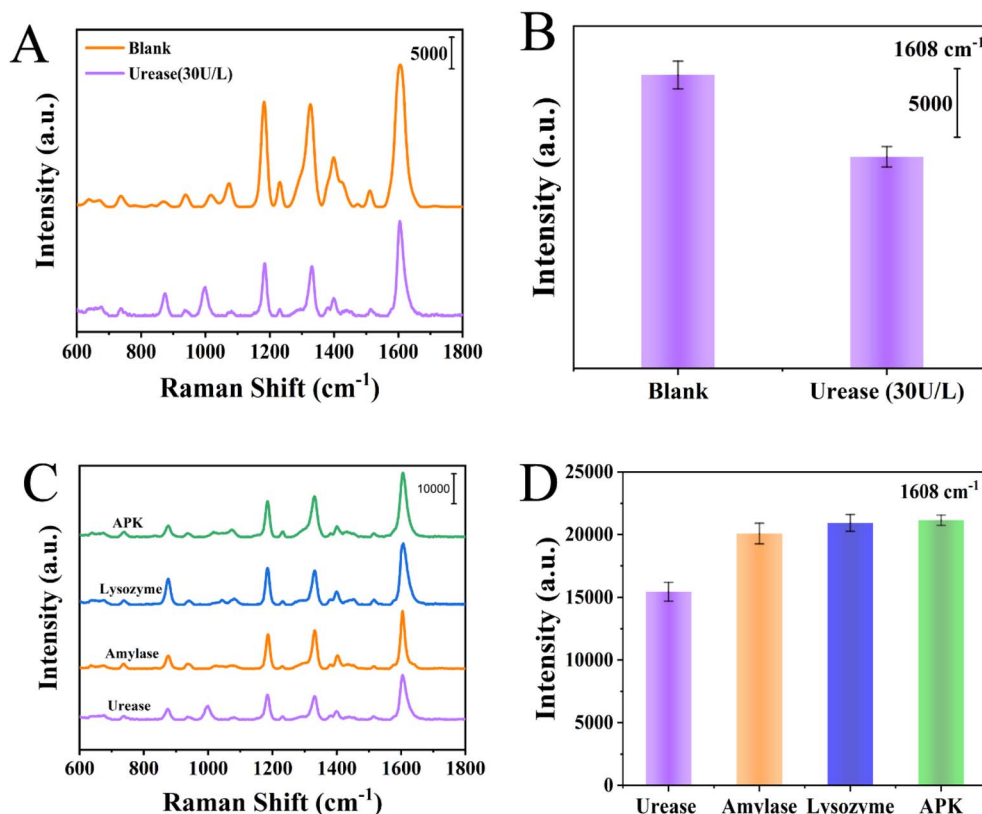 A
Blank
Urease(30U/L)
5000
Intensity (a.u.)
600 800 1000 1200 1400 1600 1800
Raman Shift (cm⁻¹)
B
1608 cm⁻¹
5000
Intensity (a.u.)
Blank Urease (30U/L)
C
10000
APK
Lysozyme
Amylase
Urease
Intensity (a.u.)
600 800 1000 1200 1400 1600 1800
Raman Shift (cm⁻¹)
D
1608 cm⁻¹
25000
20000
15000
10000
5000
0
Intensity (a.u.)
Urease Amylase Lysozyme APK